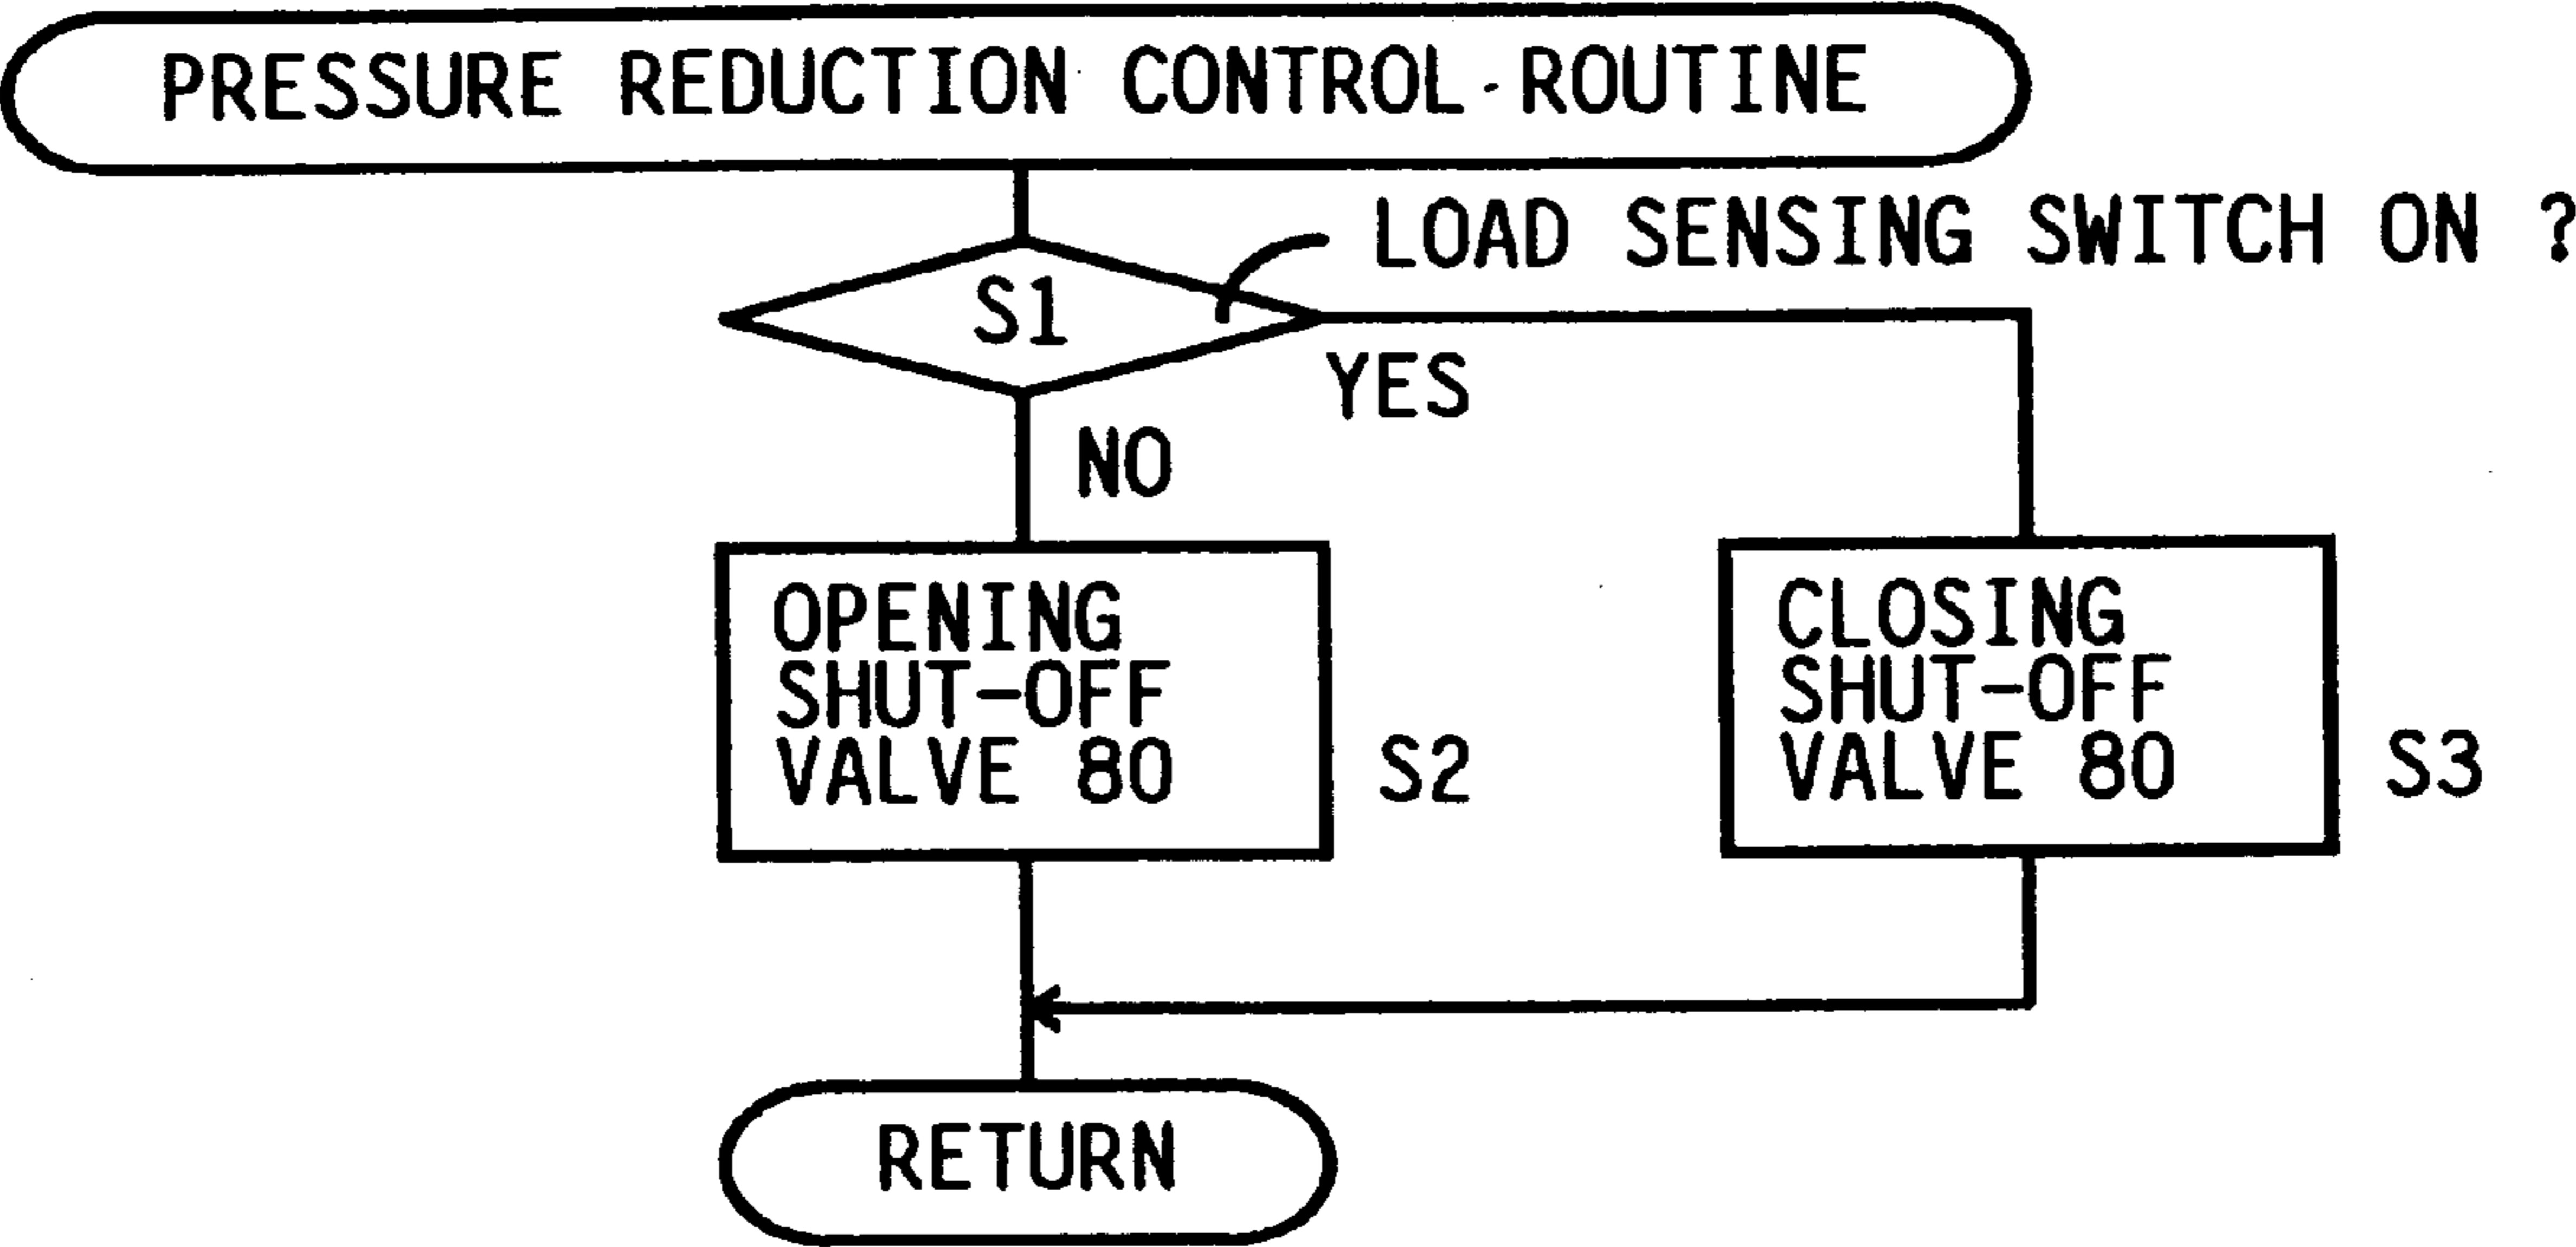 PRESSURE REDUCTION CONTROL ROUTINE
LOAD SENSING SWITCH ON ?
S1
YES
NO
OPENING
SHUT-OFF
VALVE 80
S2
CLOSING
SHUT-OFF
VALVE 80
S3
RETURN